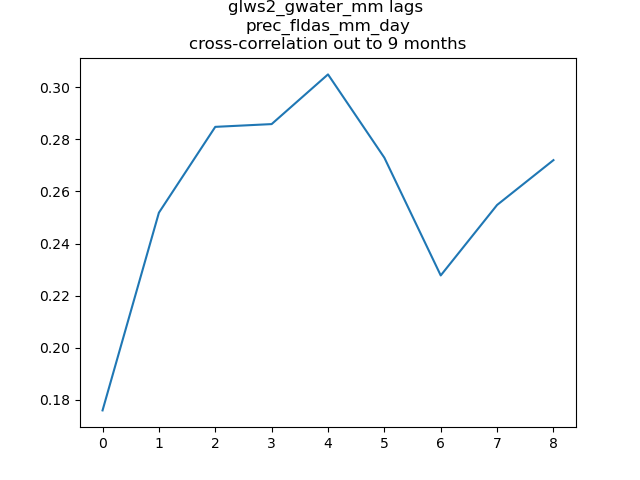 glws2_gwater_mm lags
prec_fldas_mm_day
cross-correlation out to 9 months
0.30
0.28
0.26
0.24
0.22
0.20
0.18
0 1 2 3 4 5 6 7 8